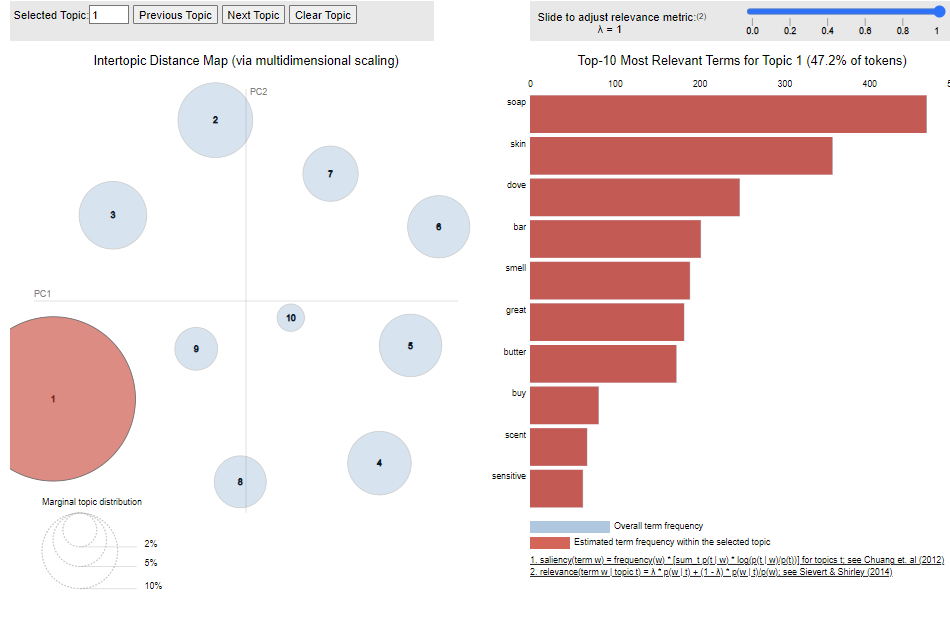 Selected Topic: 1 Previous Topic Next Topic Clear Topic
Slide to adjust relevance metric:(2)
λ = 1
0.0 0.2 0.4 0.6 0.8 1
Intertopic Distance Map (via multidimensional scaling)
PC2
PC1
2
7
3
6
10
5
9
1
4
8
Marginal topic distribution
2%
5%
10%
Top-10 Most Relevant Terms for Topic 1 (47.2% of tokens)
0 100 200 300 400
soap
skin
dove
bar
smell
great
butter
buy
scent
sensitive
Overall term frequency
Estimated term frequency within the selected topic
1. saliency(term w) = frequency(w) * [sum_t p(t | w) * log(p(t | w)/p(t))] for topics t; see Chuang et. al (2012)
2. relevance(term w | topic t) = λ * p(w | t) + (1 - λ) * p(w | t)/p(w); see Sievert & Shirley (2014)